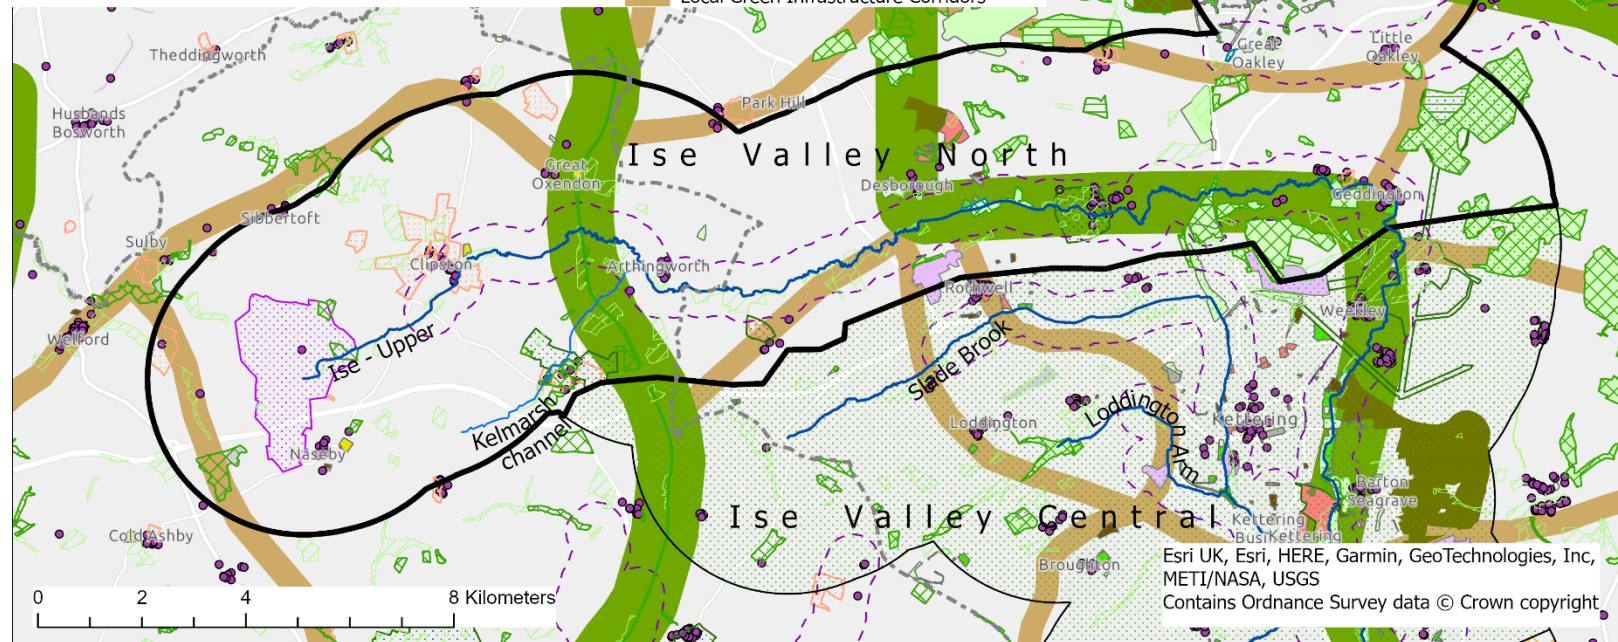 Local Green Infrastructure Corridors
Theddingworth
Great
Oakley
Little
Oakley
Husbands
Bosworth
Park Hill
Ise Valley North
Great
Oxendon
Desborough
Geddington
Sibbertoft
Sulby
Clipston
Arthingworth
Rothwell
Weekley
Welford
Ise - Upper
Slade Brook
Kelmarsh
channel
Loddington
Loddington Arm
Kettering
Naseby
Barton
Seagrave
Ise Valley Central
Kettering
Busi
Kettering
Cold Ashby
Broughton
Esri UK, Esri, HERE, Garmin, GeoTechnologies, Inc,
METI/NASA, USGS
Contains Ordnance Survey data © Crown copyright
0 2 4 8 Kilometers